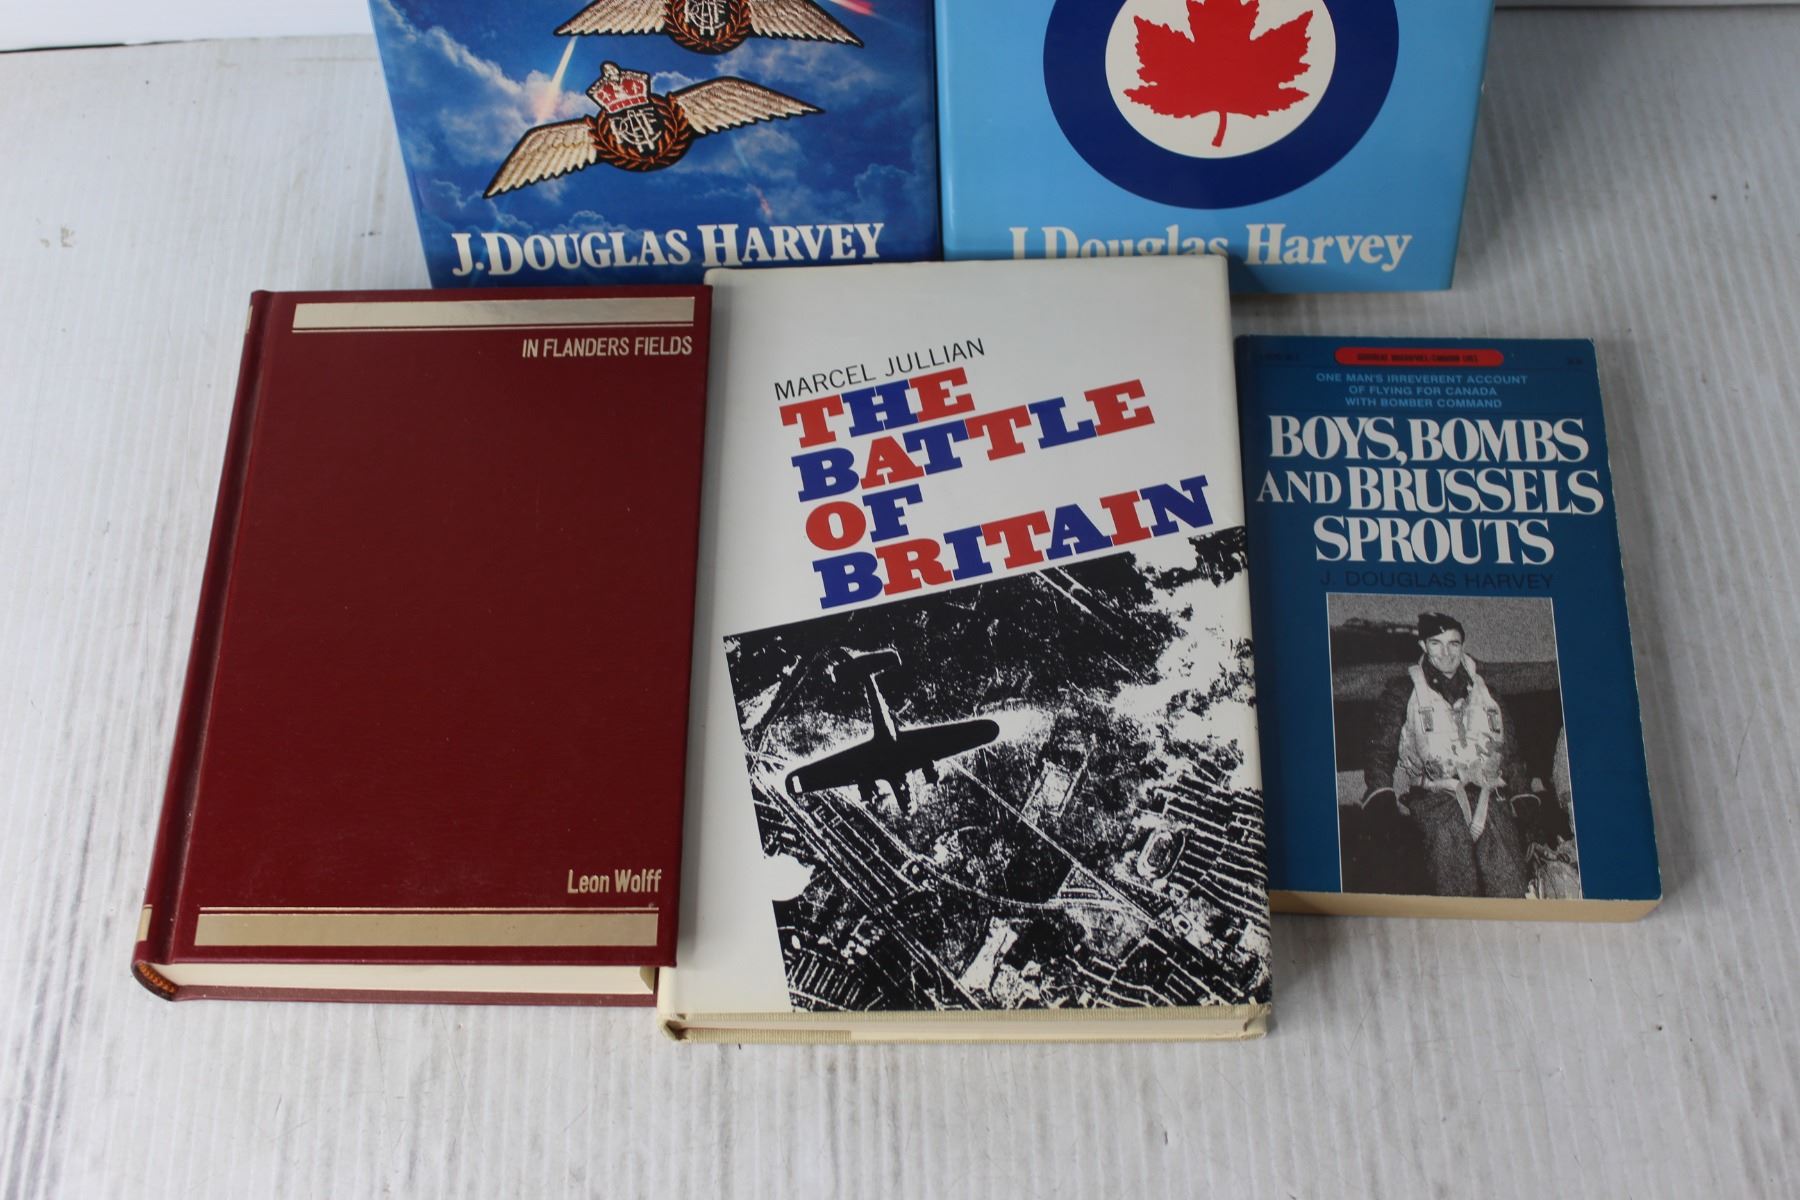 J. DOUGLAS HARVEY
J. Douglas Harvey
IN FLANDERS FIELDS
Leon Wolff
MARCEL JULLIAN
THE
BATTLE
OF
BRITAIN
ONE MAN'S IRREVERENT ACCOUNT
OF FLYING FOR CANADA
WITH BOMBER COMMAND
BOYS, BOMBS
AND BRUSSELS
SPROUTS
J. DOUGLAS HARVEY